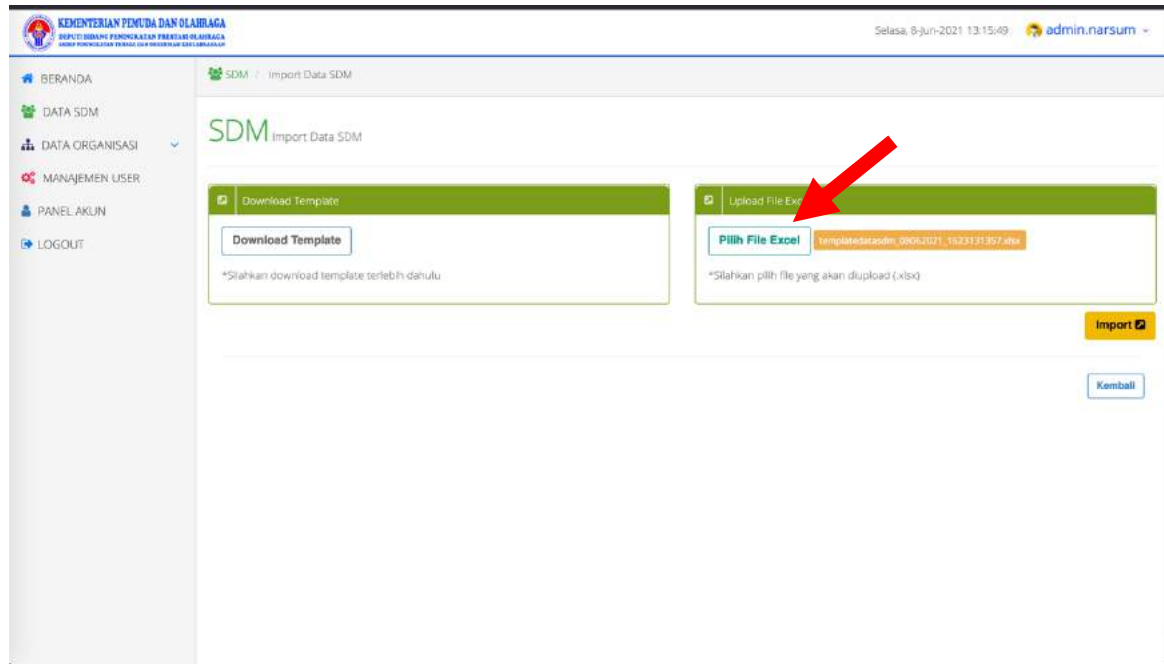 KEMENTERIAN PEMUDA DAN OLAHRAGA
DEPUTI BIDANG PENINGKATAN PRESTASI OLAHRAGA
Selasa, 8-Jun-2021 13:15:49
admin.narsum
BERANDA
DATA SDM
DATA ORGANISASI
MANAJEMEN USER
PANEL AKUN
LOGOUT
SDM / Import Data SDM
SDM Import Data SDM
Download Template
Download Template
*Silahkan download template terlebih dahulu
Upload File Exc
Pilih File Excel templatedatasdm_08062021_1623131357.xlsx
*Silahkan pilih file yang akan diupload (.xlsx)
Import
Kembali